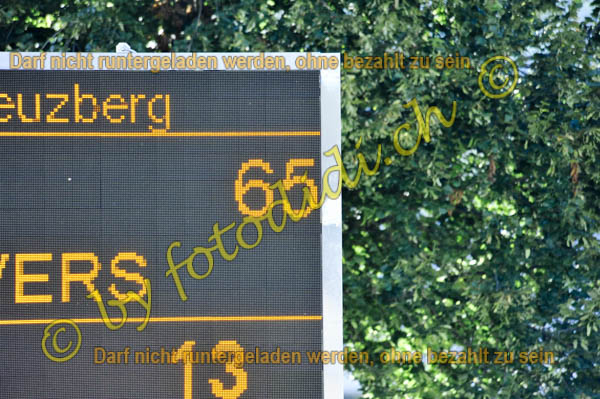 Darf nicht runtergeladen werden, ohne bezahlt zu sein.
euzberg
65
VERS
© by fotodidi.ch ©
Darf nicht runtergeladen werden, ohne bezahlt zu sein
13